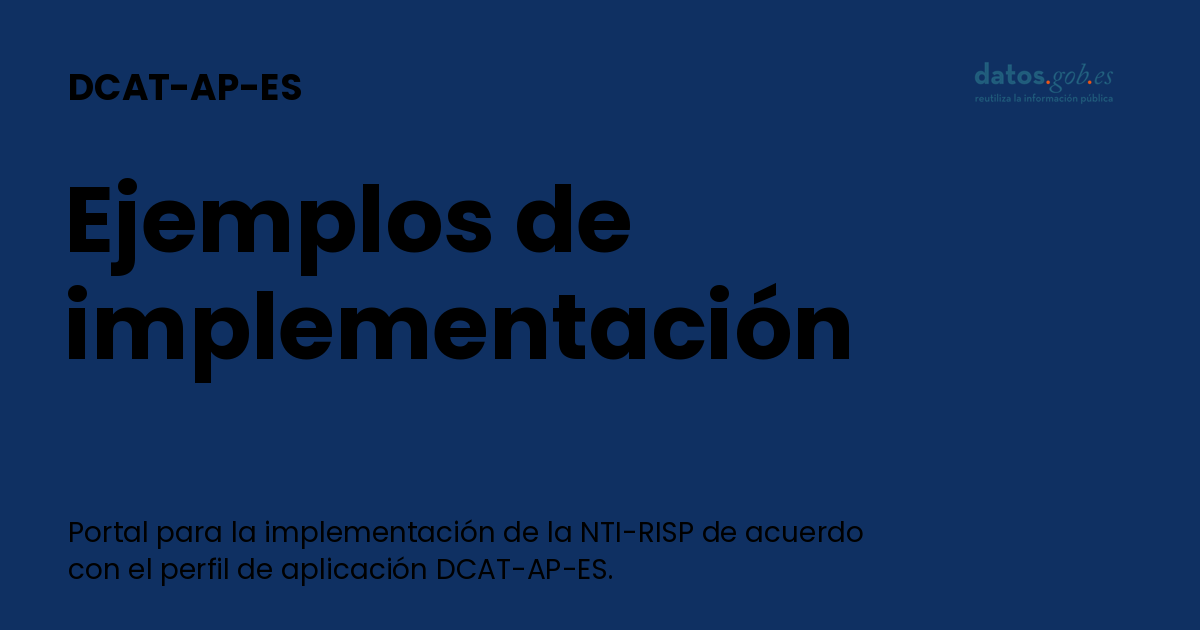 DCAT-AP-ES
datos.gob.es
reutiliza la información pública
Ejemplos de
implementación
Portal para la implementación de la NTI-RISP de acuerdo
con el perfil de aplicación DCAT-AP-ES.